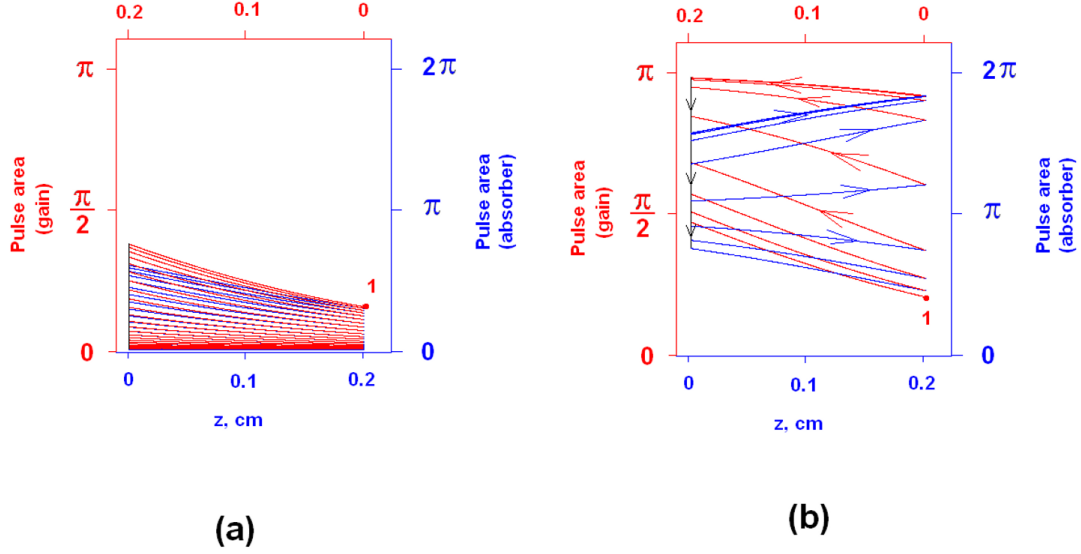 0.2 0.1 0
π
π
2
0
Pulse area
(gain)
1
2π
π
0
Pulse area
(absorber)
0 0.1 0.2
z, cm
(a)
0.2 0.1 0
π
π
2
0
Pulse area
(gain)
1
2π
π
0
Pulse area
(absorber)
0 0.1 0.2
z, cm
(b)